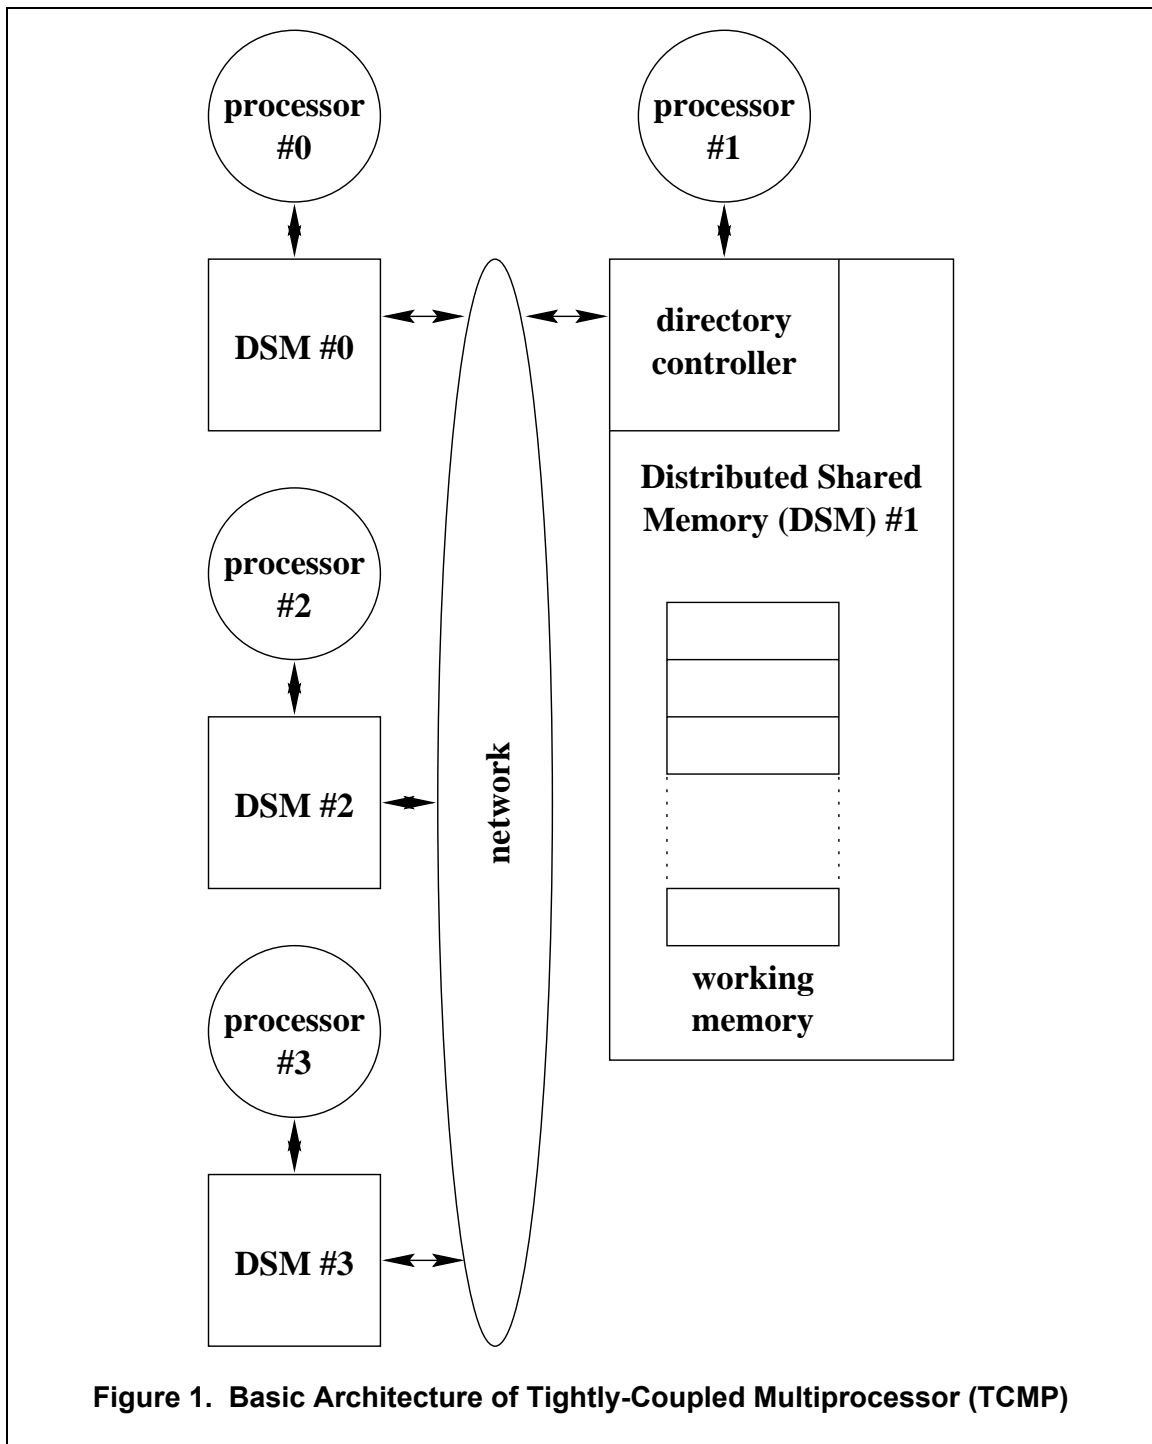 processor
#0
processor
#1
DSM #0
directory
controller
Distributed Shared
Memory (DSM) #1
processor
#2
DSM #2
network
processor
#3
working
memory
DSM #3
Figure 1.  Basic Architecture of Tightly-Coupled Multiprocessor (TCMP)